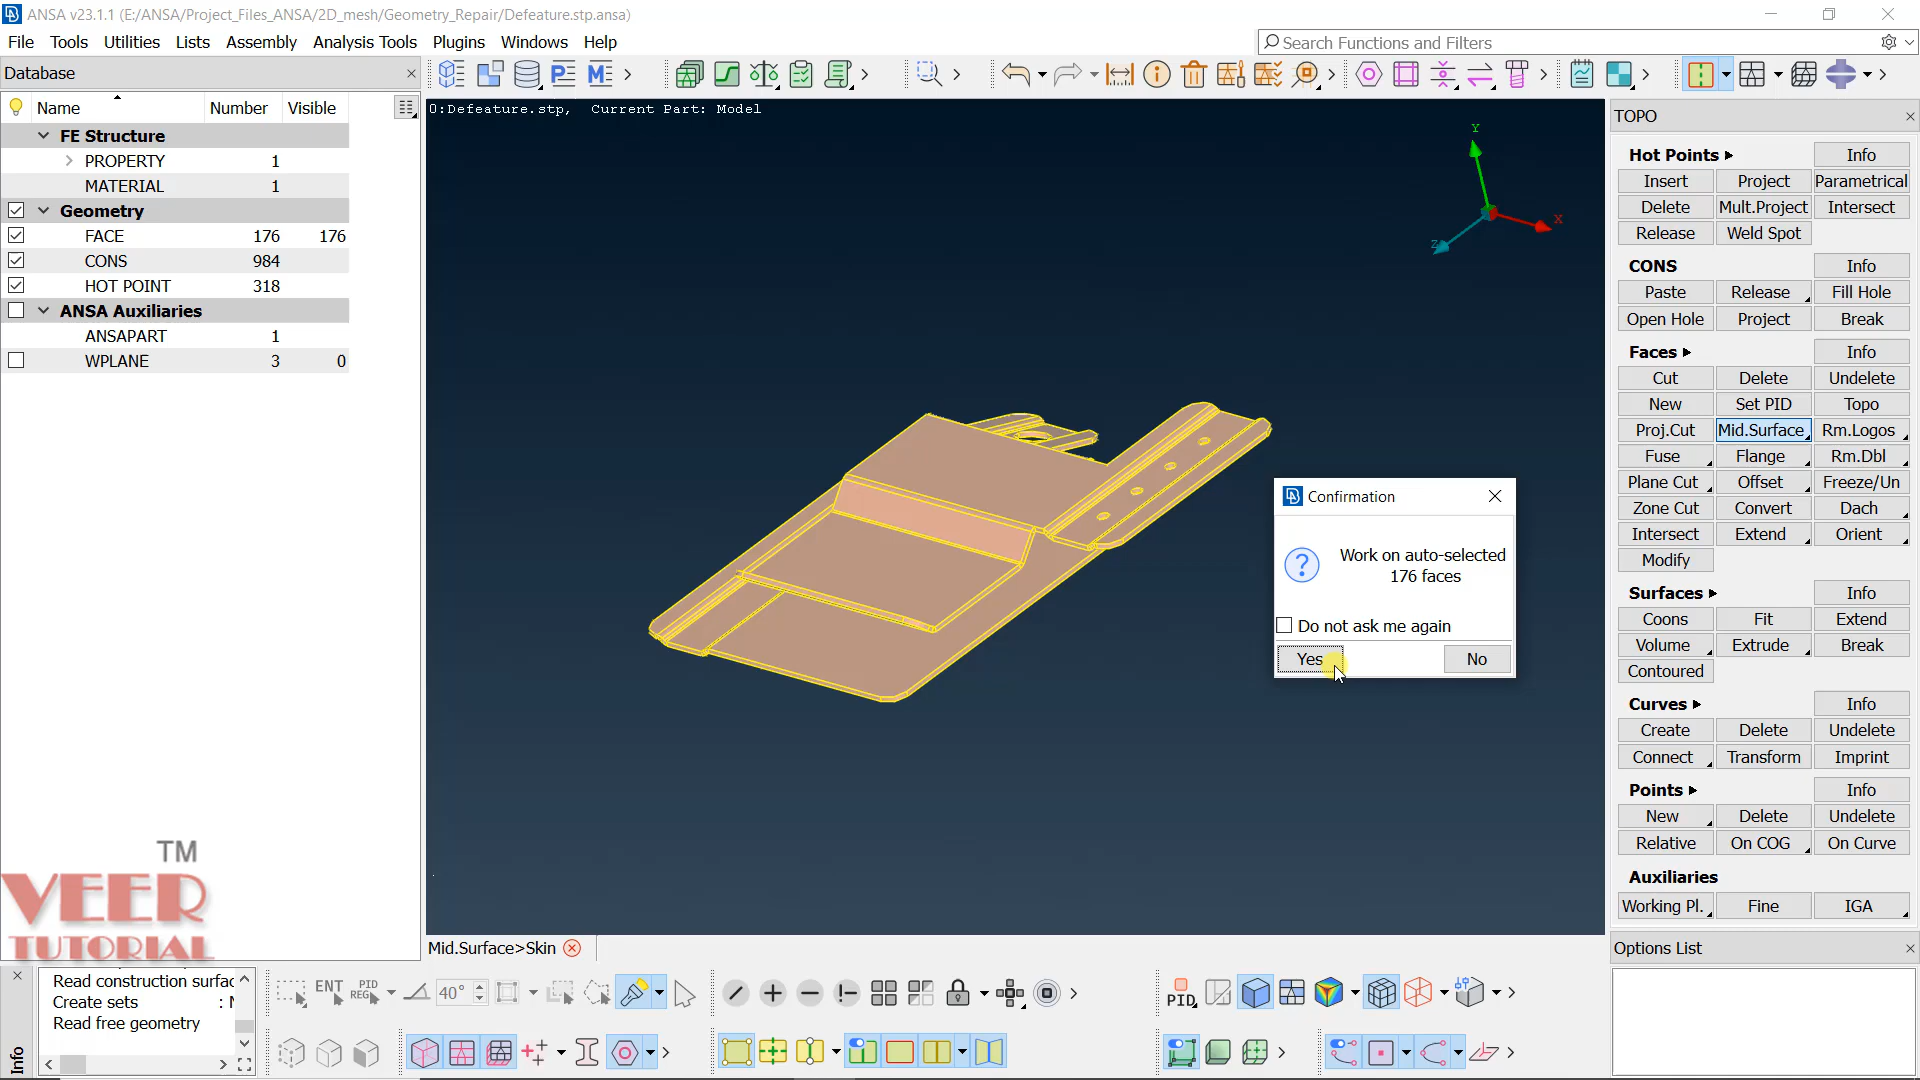 ANSA v23.1.1 (E:/ANSA/Project_Files_ANSA/2D_mesh/Geometry_Repair/Defeature.stp.ansa)
File Tools Utilities Lists Assembly Analysis Tools Plugins Windows Help
Search Functions and Filters
Database
Name Number Visible
FE Structure
PROPERTY 1
MATERIAL 1
Geometry
FACE 176 176
CONS 984
HOT POINT 318
ANSA Auxiliaries
ANSAPART 1
WPLANE 3 0
0:Defeature.stp, Current Part: Model
Y
X
Z
Confirmation
Work on auto-selected
176 faces
Do not ask me again
Yes No
TOPO
Hot Points Info
Insert Project Parametrical
Delete Mult.Project Intersect
Release Weld Spot
CONS Info
Paste Release Fill Hole
Open Hole Project Break
Faces Info
Cut Delete Undelete
New Set PID Topo
Proj.Cut Mid.Surface Rm.Logos
Fuse Flange Rm.Dbl
Plane Cut Offset Freeze/Un
Zone Cut Convert Dach
Intersect Extend Orient
Modify
Surfaces Info
Coons Fit Extend
Volume Extrude Break
Contoured
Curves Info
Create Delete Undelete
Connect Transform Imprint
Points Info
New Delete Undelete
Relative On COG On Curve
Auxiliaries
Working Pl. Fine IGA
Options List
TM
VEER
TUTORIAL
Mid.Surface>Skin
Info
Read construction surfac
Create sets :
Read free geometry
ENT PID REG 40°
PID